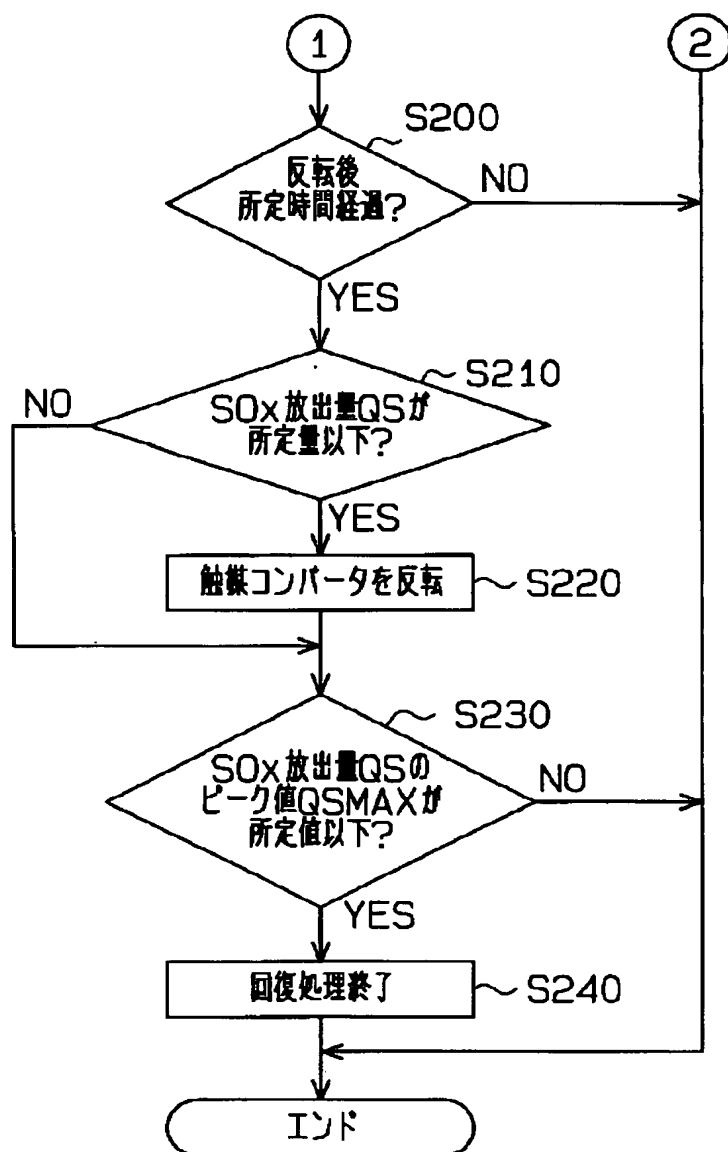 1
2
S200
反転後
所定時間経過?
NO
YES
S210
NO
SOx放出量QSが
所定量以下?
YES
触媒コンバータを反転
S220
S230
SOx放出量QSの
ピーク値QSMAXが
所定値以下?
NO
YES
回復処理終了
S240
エンド